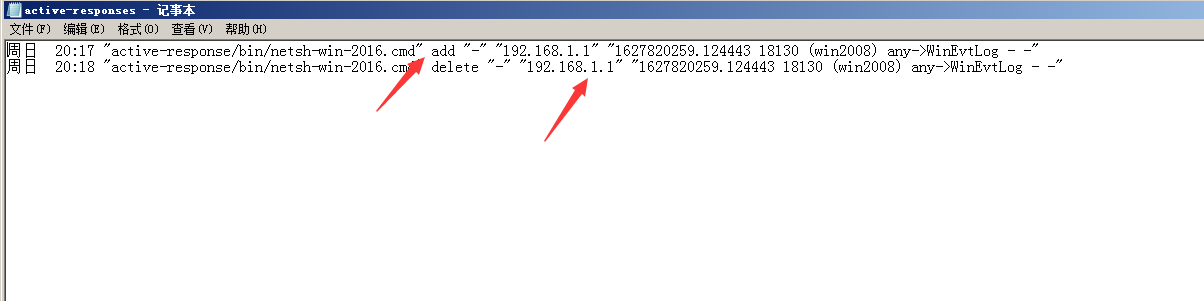 active-responses - 记事本
文件(F) 编辑(E) 格式(O) 查看(V) 帮助(H)
周日 20:17 "active-response/bin/netsh-win-2016.cmd" add "-" "192.168.1.1" "1627820259.124443 18130 (win2008) any->WinEvtLog - -"
周日 20:18 "active-response/bin/netsh-win-2016.cmd" delete "-" "192.168.1.1" "1627820259.124443 18130 (win2008) any->WinEvtLog - -"